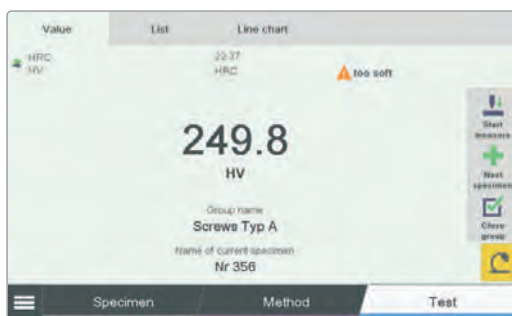 Value List Line chart
HRC 22.37
HV HRC too soft
Start
measure
249.8
HV
Next
specimen
Group name
Screws Typ A
Close
group
Name of current specimen
Nr 356
Specimen Method Test